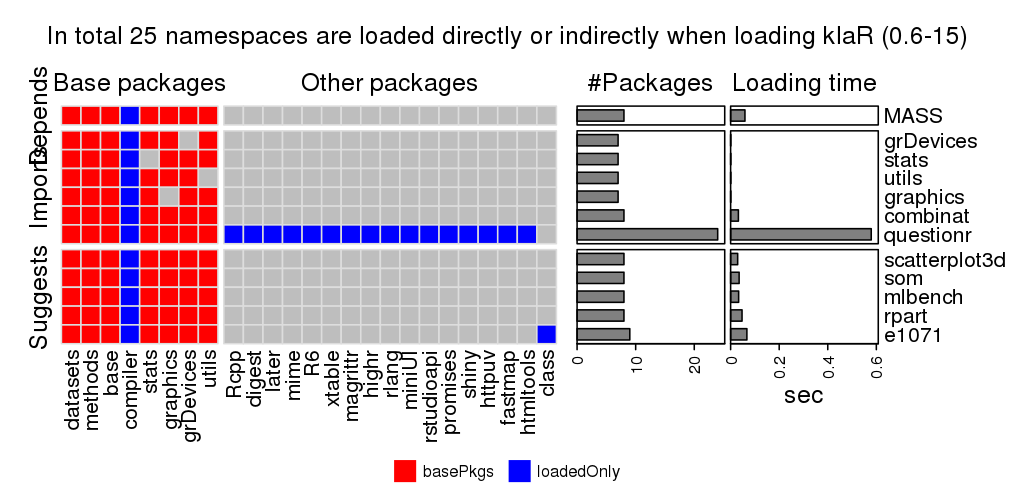 In total 25 namespaces are loaded directly or indirectly when loading klaR (0.6-15)
Base packages
Other packages
#Packages
Loading time
Depends
Imports
Suggests
MASS
grDevices
stats
utils
graphics
combinat
questionr
scatterplot3d
som
mlbench
rpart
e1071
datasets
methods
base
compiler
stats
graphics
grDevices
utils
Rcpp
digest
later
mime
R6
xtable
magrittr
highr
rlang
miniUI
rstudioapi
promises
shiny
httpuv
fastmap
htmltools
class
0
10
20
0
0.2
0.4
0.6
sec
basePkgs
loadedOnly